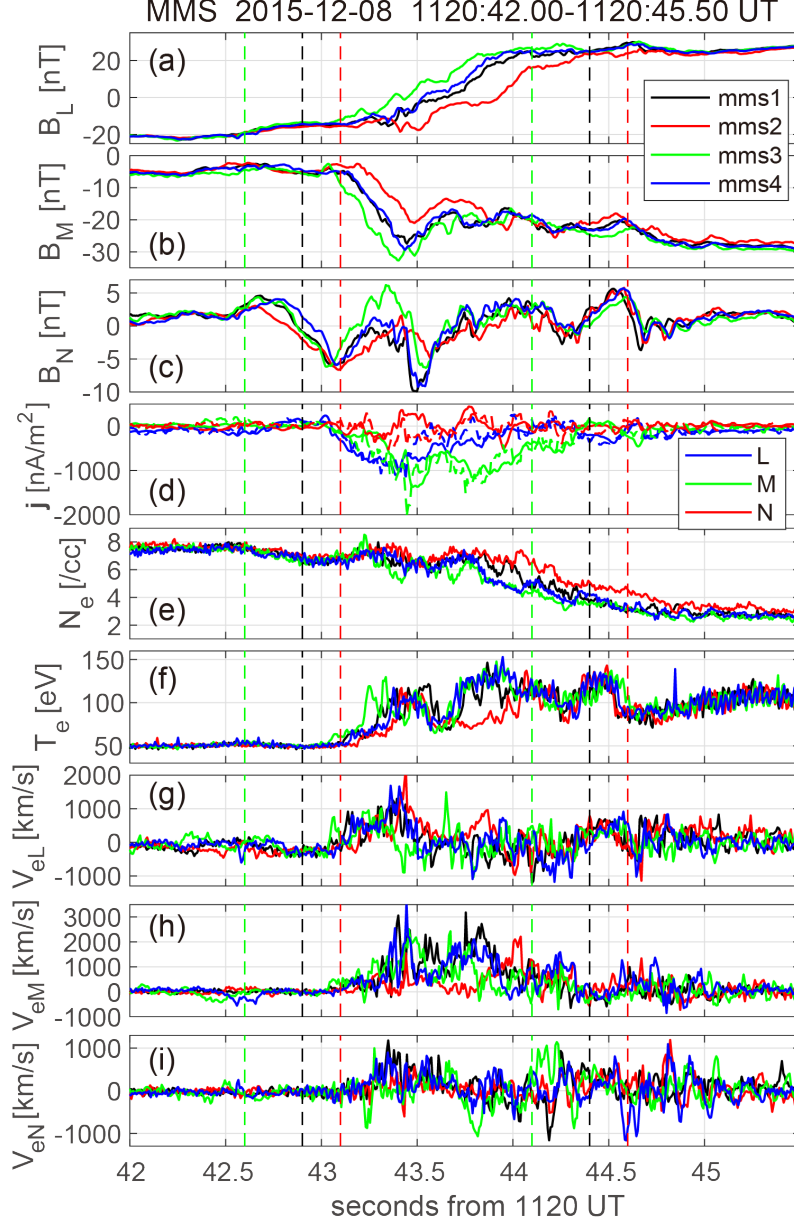 MMS 2015-12-08 1120:42.00-1120:45.50 UT
(a)
B_L [nT]
20
0
-20
mms1
mms2
mms3
mms4
(b)
B_M [nT]
0
-10
-20
-30
(c)
B_N [nT]
5
0
-5
-10
(d)
j [nA/m²]
0
-1000
-2000
L
M
N
(e)
N_e [/cc]
8
6
4
2
(f)
T_e [eV]
150
100
50
(g)
V_eL [km/s]
2000
1000
0
-1000
(h)
V_eM [km/s]
3000
2000
1000
0
-1000
(i)
V_eN [km/s]
1000
0
-1000
42 42.5 43 43.5 44 44.5 45
seconds from 1120 UT